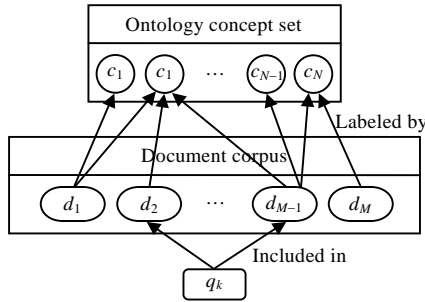 Ontology concept set
c1 c1 ... cN−1 cN
Labeled by
Document corpus
d1 d2 ... dM−1 dM
Included in
qk